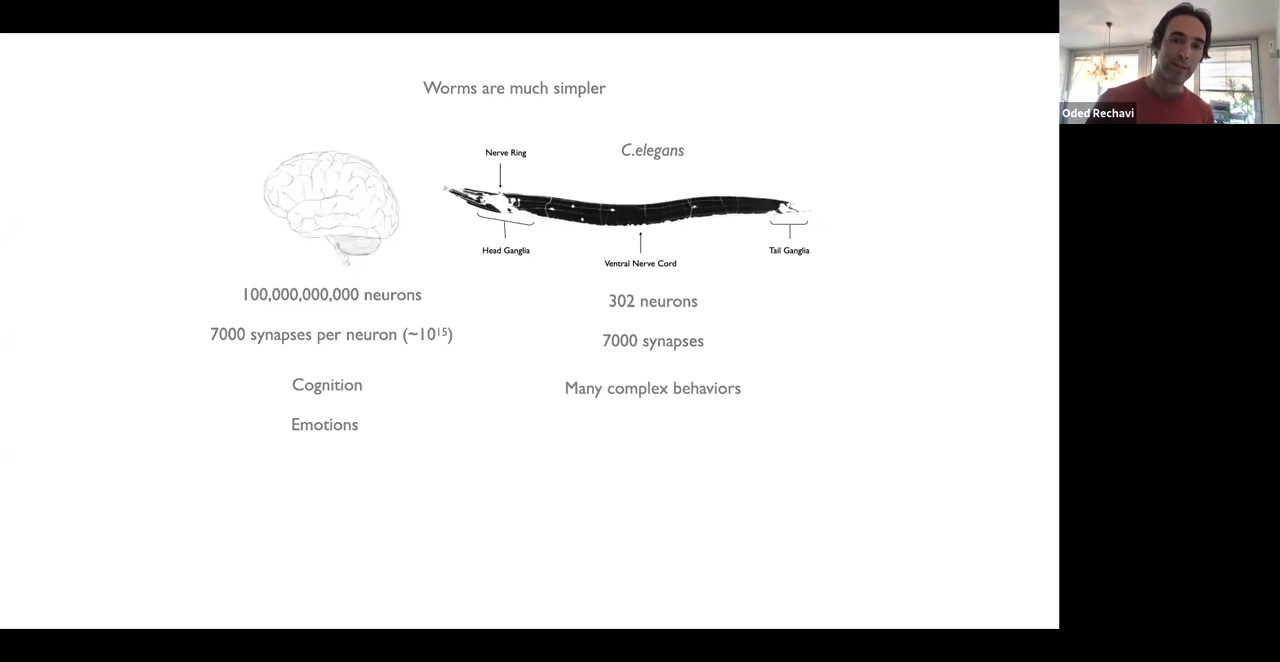 Worms are much simpler
Oded Rechavi
Nerve Ring
C.elegans
Head Ganglia
Tail Ganglia
Ventral Nerve Cord
100,000,000,000 neurons
302 neurons
7000 synapses per neuron (~10¹⁵)
7000 synapses
Cognition
Many complex behaviors
Emotions